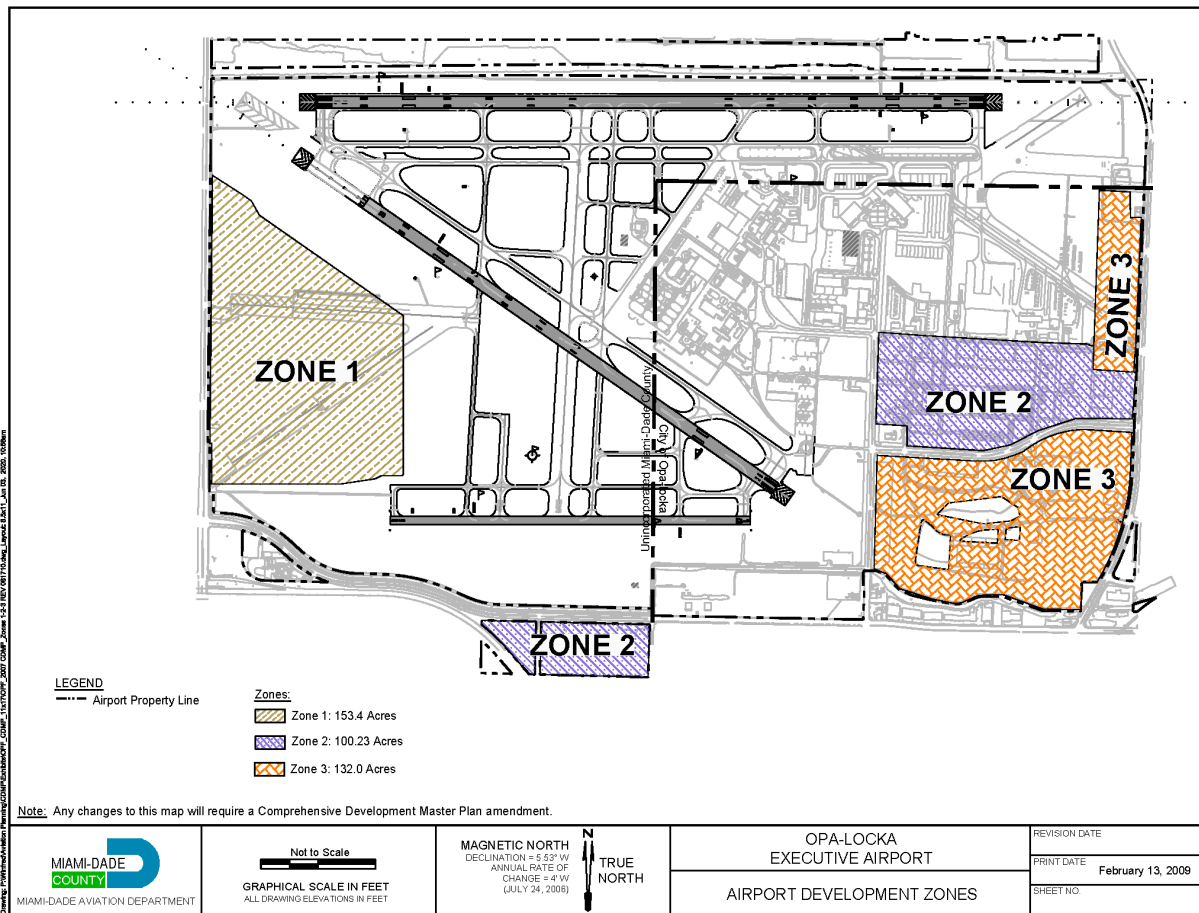 ZONE 1
ZONE 2
ZONE 3
ZONE 3
ZONE 2
Unincorporated Miami-Dade County
City of Opa-locka
LEGEND
Airport Property Line
Zones:
Zone 1: 153.4 Acres
Zone 2: 100.23 Acres
Zone 3: 132.0 Acres
Note: Any changes to this map will require a Comprehensive Development Master Plan amendment.
MIAMI-DADE
COUNTY
MIAMI-DADE AVIATION DEPARTMENT
Not to Scale
GRAPHICAL SCALE IN FEET
ALL DRAWING ELEVATIONS IN FEET
MAGNETIC NORTH
DECLINATION = 5.53° W
ANNUAL RATE OF
CHANGE = 4' W
(JULY 24, 2006)
N
TRUE
NORTH
OPA-LOCKA
EXECUTIVE AIRPORT
AIRPORT DEVELOPMENT ZONES
REVISION DATE
PRINT DATE
February 13, 2009
SHEET NO.